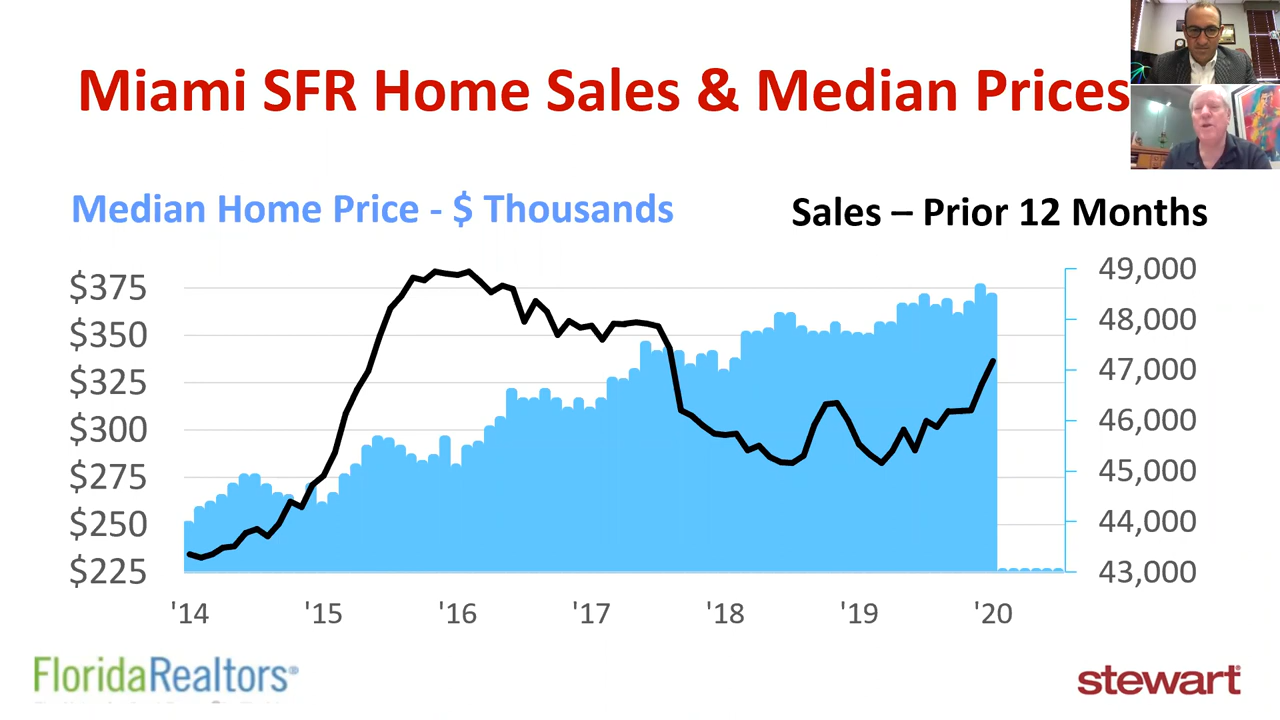 Miami SFR Home Sales & Median Prices
Median Home Price - $ Thousands
Sales – Prior 12 Months
$375
$350
$325
$300
$275
$250
$225
49,000
48,000
47,000
46,000
45,000
44,000
43,000
'14 '15 '16 '17 '18 '19 '20
FloridaRealtors®
stewart